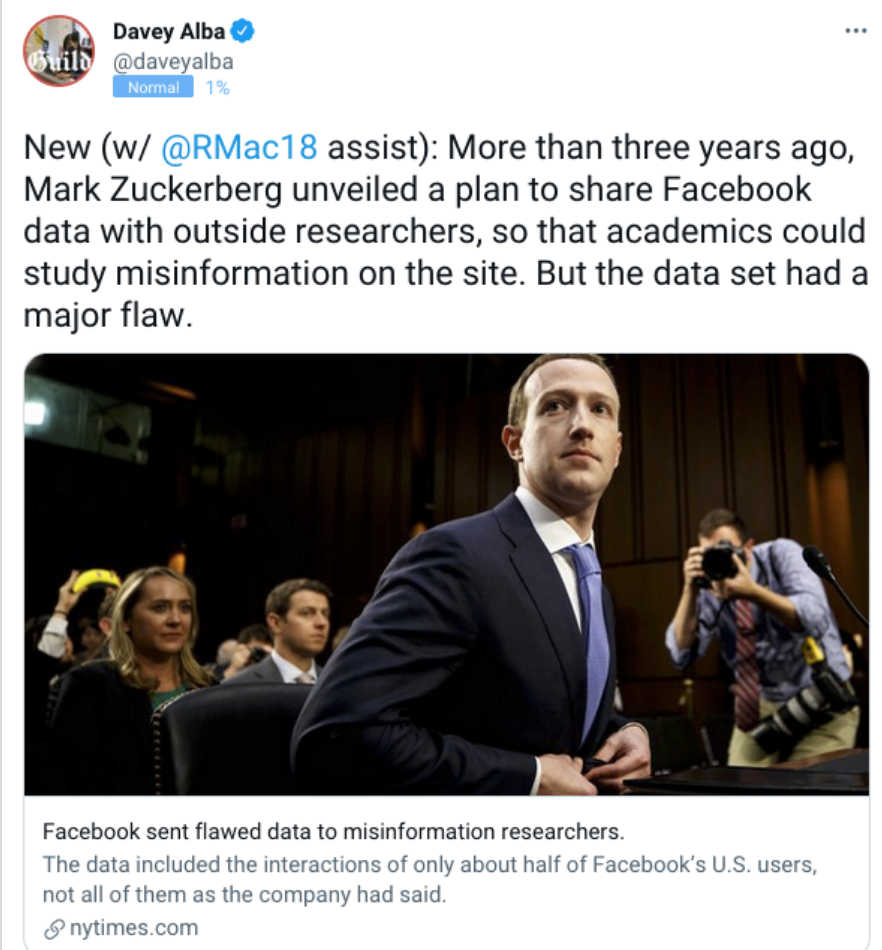 Davey Alba
@daveyalba
Normal 1%
Guild
New (w/ @RMac18 assist): More than three years ago,
Mark Zuckerberg unveiled a plan to share Facebook
data with outside researchers, so that academics could
study misinformation on the site. But the data set had a
major flaw.
Facebook sent flawed data to misinformation researchers.
The data included the interactions of only about half of Facebook’s U.S. users,
not all of them as the company had said.
nytimes.com